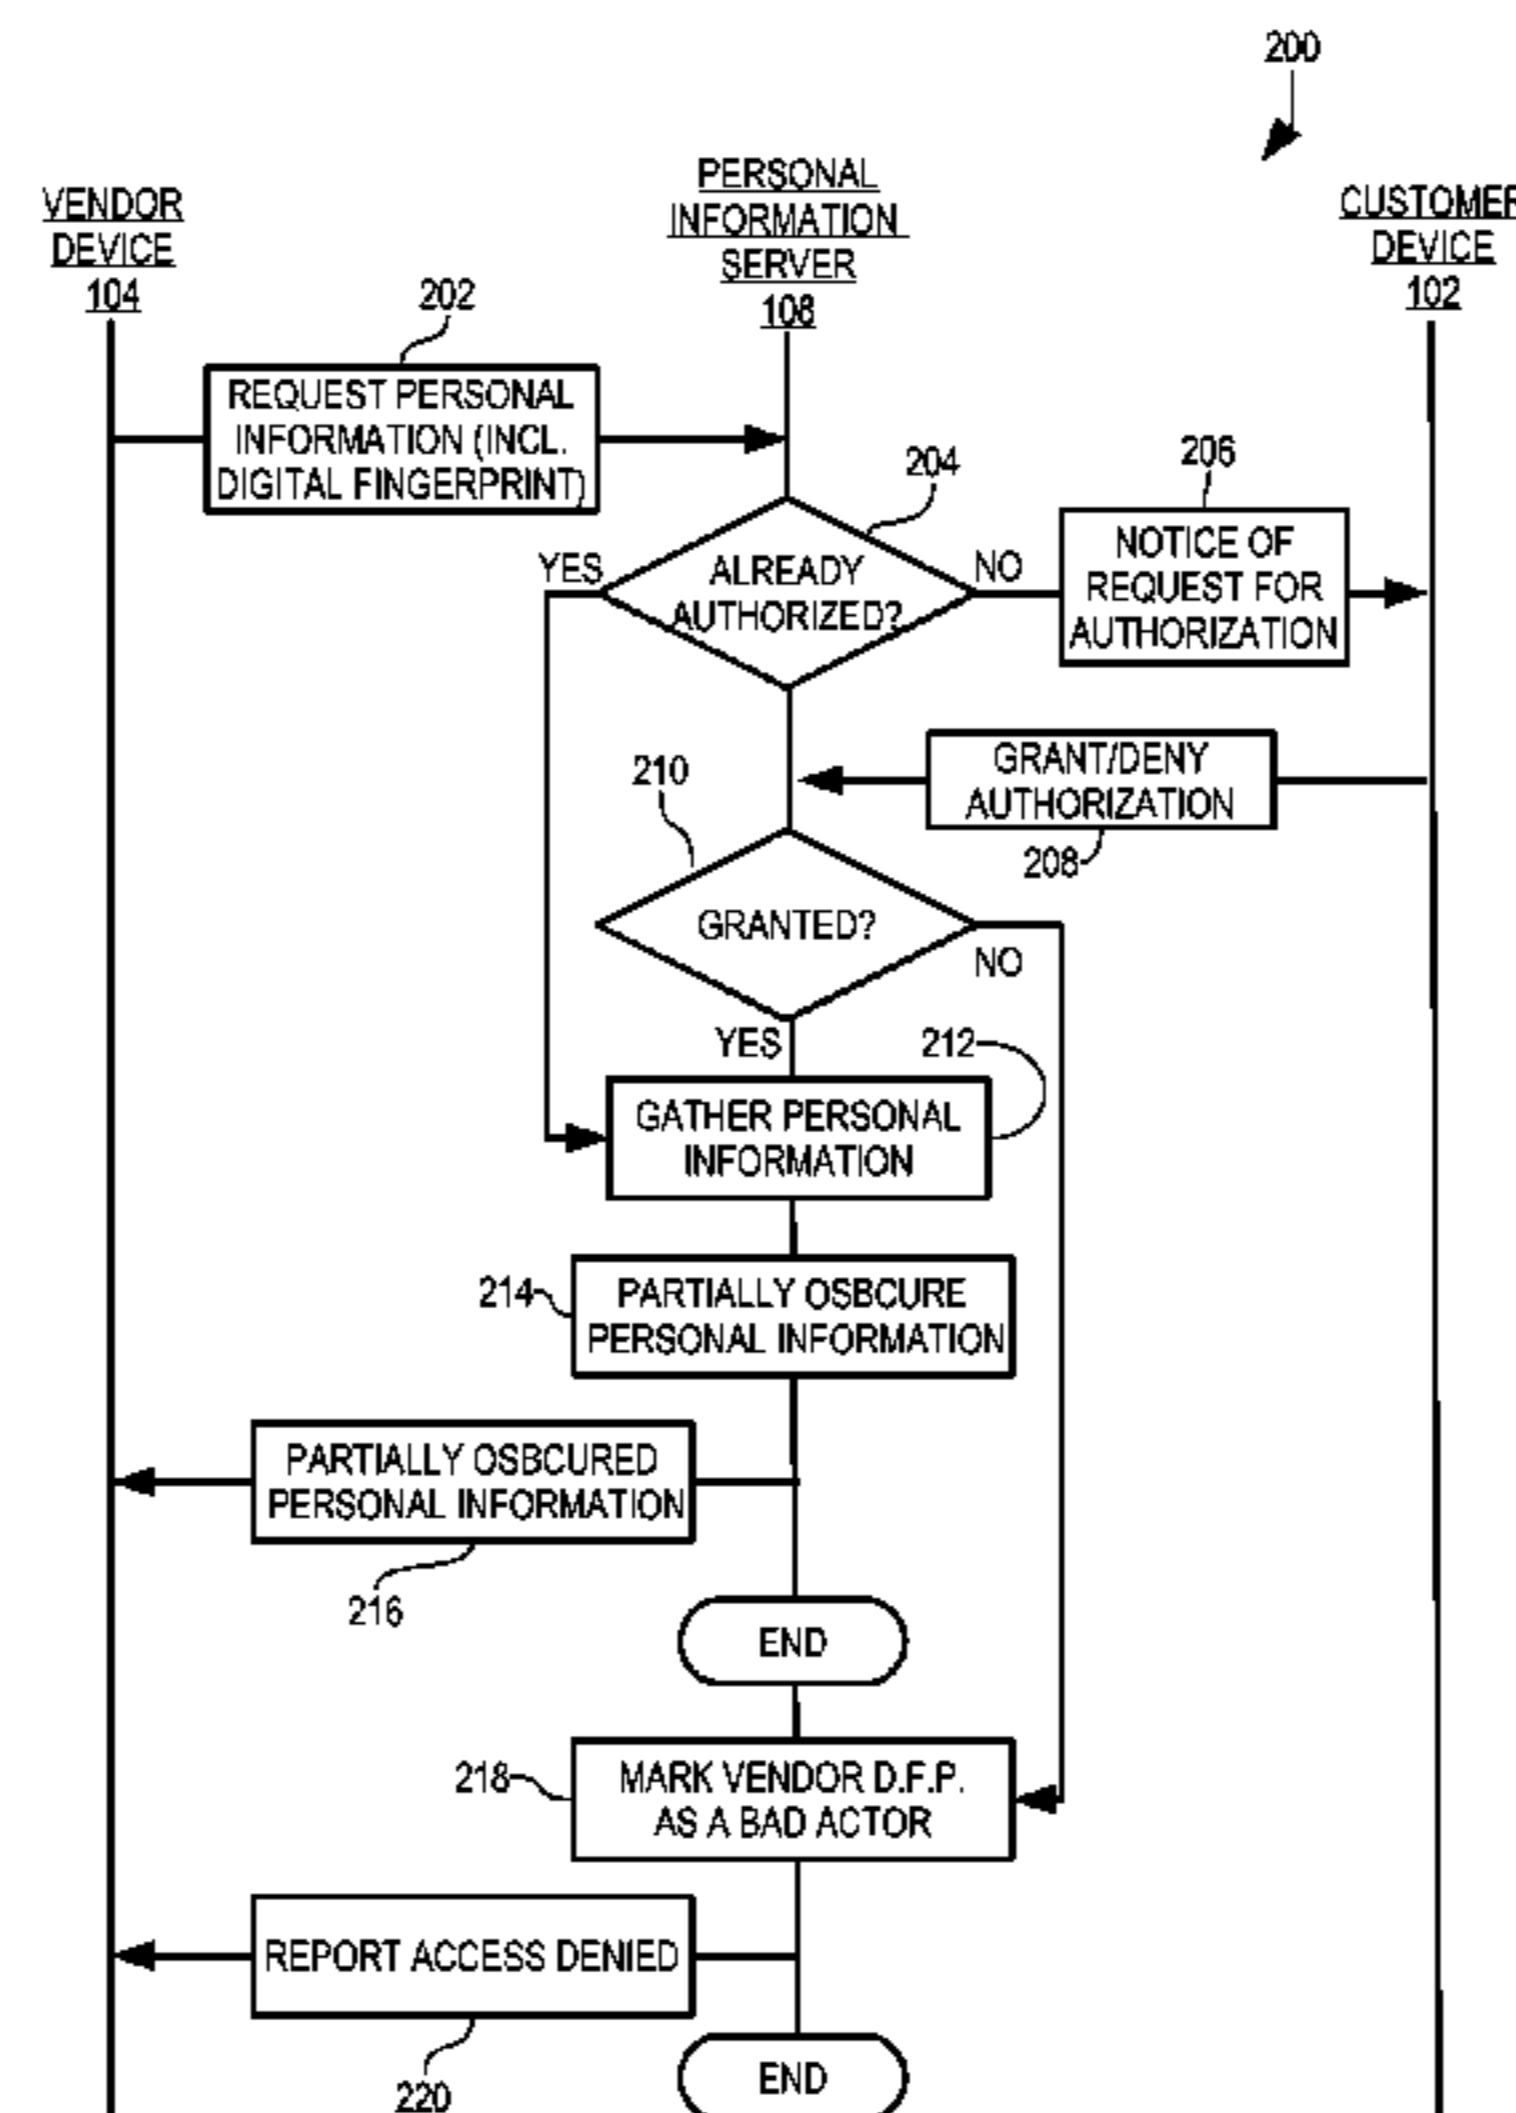 200
VENDOR
DEVICE
104
PERSONAL
INFORMATION
SERVER
108
CUSTOMER
DEVICE
102
202
REQUEST PERSONAL
INFORMATION (INCL.
DIGITAL FINGERPRINT)
204
206
YES
ALREADY
AUTHORIZED?
NO
NOTICE OF
REQUEST FOR
AUTHORIZATION
GRANT/DENY
AUTHORIZATION
208
210
GRANTED?
NO
YES
212
GATHER PERSONAL
INFORMATION
214
PARTIALLY OSBCURE
PERSONAL INFORMATION
PARTIALLY OSBCURED
PERSONAL INFORMATION
216
END
218
MARK VENDOR D.F.P.
AS A BAD ACTOR
REPORT ACCESS DENIED
220
END